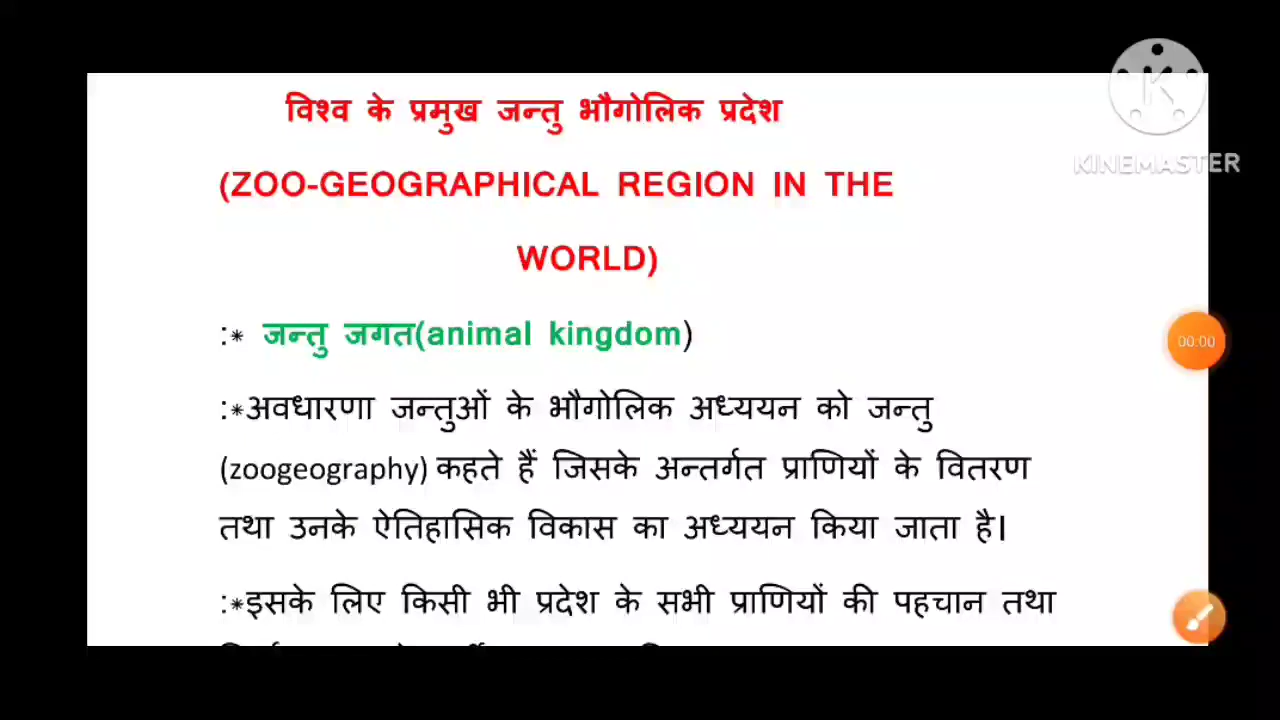 विश्व के प्रमुख जन्तु भौगोलिक प्रदेश
(ZOO-GEOGRAPHICAL REGION IN THE
WORLD)
:* जन्तु जगत(animal kingdom)
:*अवधारणा जन्तुओं के भौगोलिक अध्ययन को जन्तु
(zoogeography) कहते हैं जिसके अन्तर्गत प्राणियों के वितरण
तथा उनके ऐतिहासिक विकास का अध्ययन किया जाता है।
:*इसके लिए किसी भी प्रदेश के सभी प्राणियों की पहचान तथा
K
KINEMASTER
00:00